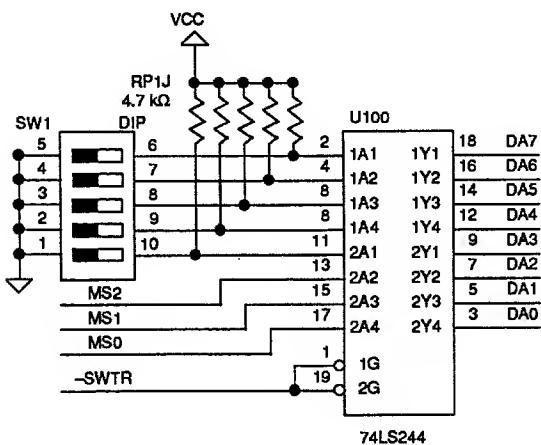 VCC
RP1J
4.7 kΩ
SW1 DIP U100
5 6 2 1A1 1Y1 18 DA7
4 7 4 1A2 1Y2 16 DA6
3 8 8 1A3 1Y3 14 DA5
2 9 8 1A4 1Y4 12 DA4
1 10 11 2A1 2Y1 9 DA3
MS2 13 2A2 2Y2 7 DA2
MS1 15 2A3 2Y3 5 DA1
MS0 17 2A4 2Y4 3 DA0
1 1G
–SWTR 19 2G
74LS244